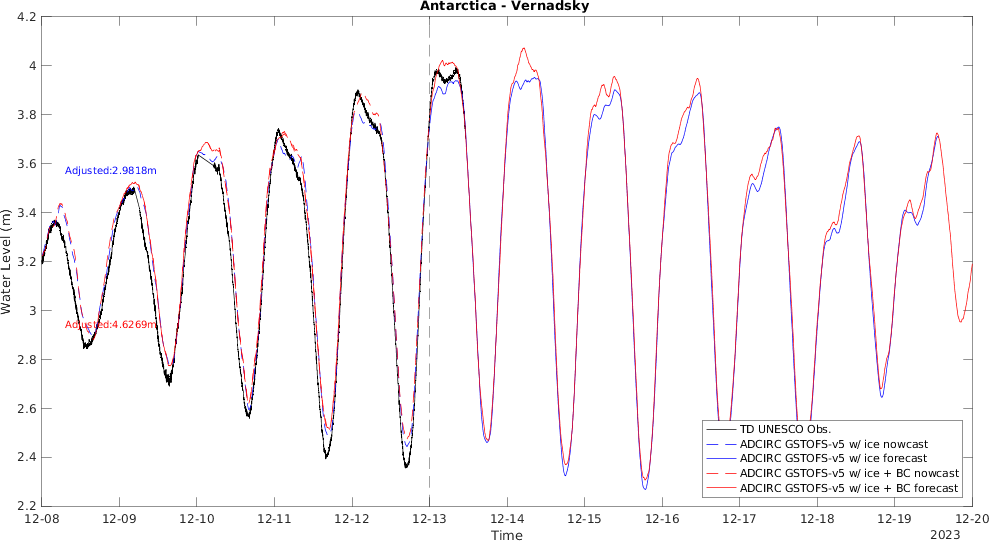 Antarctica - Vernadsky
4.2
4
3.8
3.6
3.4
3.2
3
2.8
2.6
2.4
2.2
Water Level (m)
Adjusted:2.9818m
Adjusted:4.6269m
TD UNESCO Obs.
ADCIRC GSTOFS-v5 w/ ice nowcast
ADCIRC GSTOFS-v5 w/ ice forecast
ADCIRC GSTOFS-v5 w/ ice + BC nowcast
ADCIRC GSTOFS-v5 w/ ice + BC forecast
12-08 12-09 12-10 12-11 12-12 12-13 12-14 12-15 12-16 12-17 12-18 12-19 12-20
Time
2023